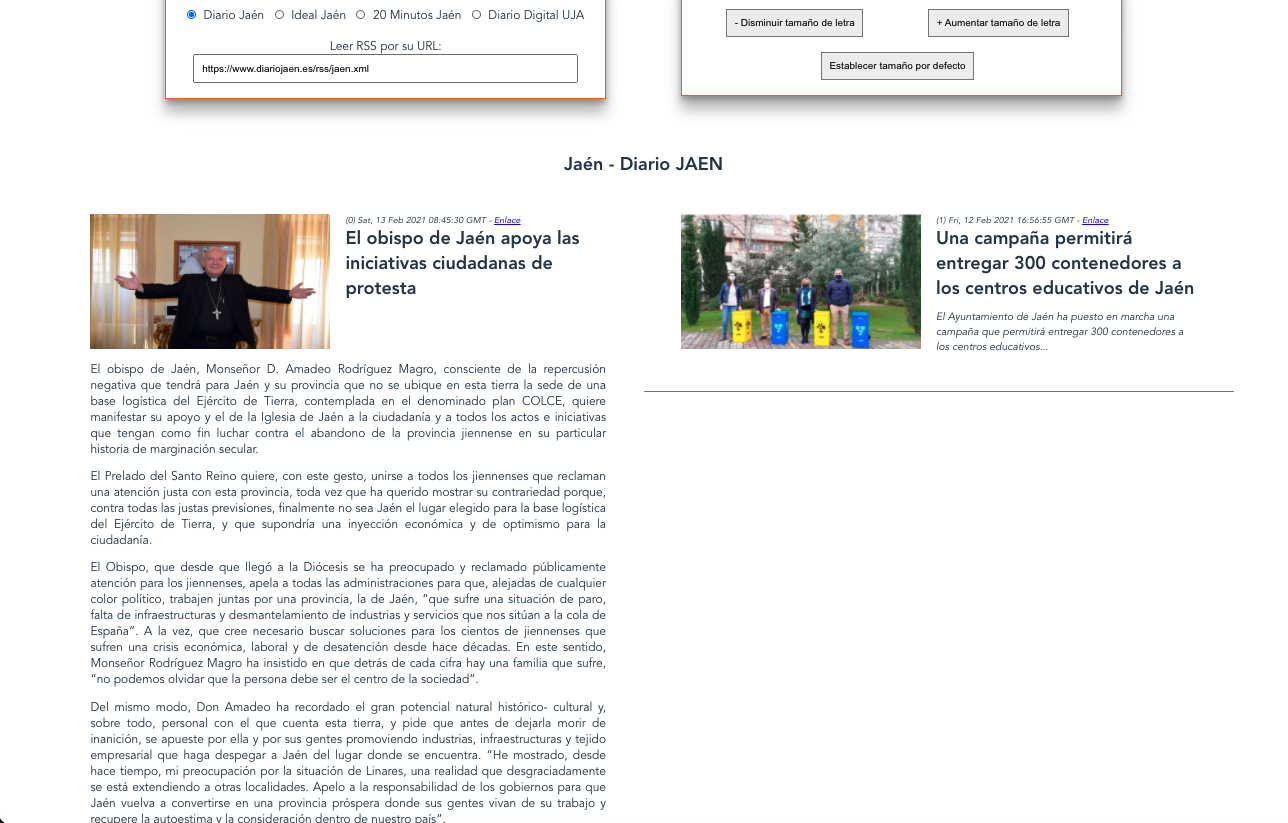 Diario Jaén Ideal Jaén 20 Minutos Jaén Diario Digital UJA
Leer RSS por su URL:
https://www.diariojaen.es/rss/jaen.xml
- Disminuir tamaño de letra
+ Aumentar tamaño de letra
Establecer tamaño por defecto
Jaén - Diario JAEN
(0) Sat, 13 Feb 2021 08:45:30 GMT - Enlace
El obispo de Jaén apoya las
iniciativas ciudadanas de
protesta
El obispo de Jaén, Monseñor D. Amadeo Rodríguez Magro, consciente de la repercusión
negativa que tendrá para Jaén y su provincia que no se ubique en esta tierra la sede de una
base logística del Ejército de Tierra, contemplada en el denominado plan COLCE, quiere
manifestar su apoyo y el de la Iglesia de Jaén a la ciudadanía y a todos los actos e iniciativas
que tengan como fin luchar contra el abandono de la provincia jiennense en su particular
historia de marginación secular.
El Prelado del Santo Reino quiere, con este gesto, unirse a todos los jiennenses que reclaman
una atención justa con esta provincia, toda vez que ha querido mostrar su contrariedad porque,
contra todas las justas previsiones, finalmente no sea Jaén el lugar elegido para la base logística
del Ejército de Tierra, y que supondría una inyección económica y de optimismo para la
ciudadanía.
El Obispo, que desde que llegó a la Diócesis se ha preocupado y reclamado públicamente
atención para los jiennenses, apela a todas las administraciones para que, alejadas de cualquier
color político, trabajen juntas por una provincia, la de Jaén, “que sufre una situación de paro,
falta de infraestructuras y desmantelamiento de industrias y servicios que nos sitúan a la cola de
España”. A la vez, que cree necesario buscar soluciones para los cientos de jiennenses que
sufren una crisis económica, laboral y de desatención desde hace décadas. En este sentido,
Monseñor Rodríguez Magro ha insistido en que detrás de cada cifra hay una familia que sufre,
“no podemos olvidar que la persona debe ser el centro de la sociedad”.
Del mismo modo, Don Amadeo ha recordado el gran potencial natural histórico- cultural y,
sobre todo, personal con el que cuenta esta tierra, y pide que antes de dejarla morir de
inanición, se apueste por ella y por sus gentes promoviendo industrias, infraestructuras y tejido
empresarial que haga despegar a Jaén del lugar donde se encuentra. “He mostrado, desde
hace tiempo, mi preocupación por la situación de Linares, una realidad que desgraciadamente
se está extendiendo a otras localidades. Apelo a la responsabilidad de los gobiernos para que
Jaén vuelva a convertirse en una provincia próspera donde sus gentes vivan de su trabajo y
recupere la autoestima y la consideración dentro de nuestro país”.
(1) Fri, 12 Feb 2021 16:56:55 GMT - Enlace
Una campaña permitirá
entregar 300 contenedores a
los centros educativos de Jaén
El Ayuntamiento de Jaén ha puesto en marcha una
campaña que permitirá entregar 300 contenedores a
los centros educativos...